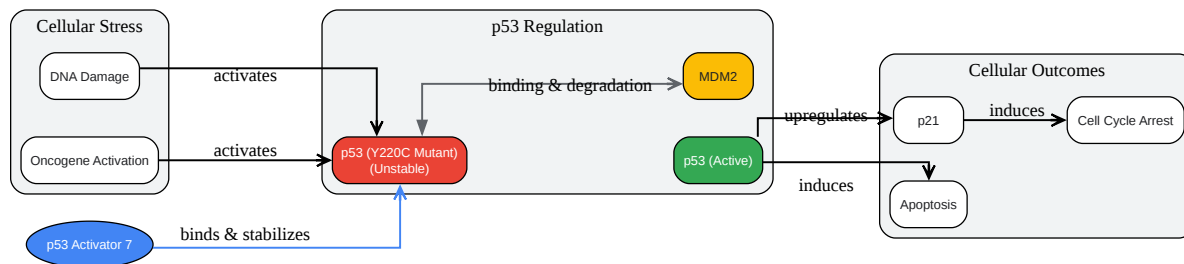 Cellular Stress
DNA Damage
Oncogene Activation
activates
activates
p53 Activator 7
binds & stabilizes
p53 Regulation
binding & degradation
MDM2
p53 (Y220C Mutant)
(Unstable)
p53 (Active)
upregulates
induces
Cellular Outcomes
p21
induces
Cell Cycle Arrest
Apoptosis